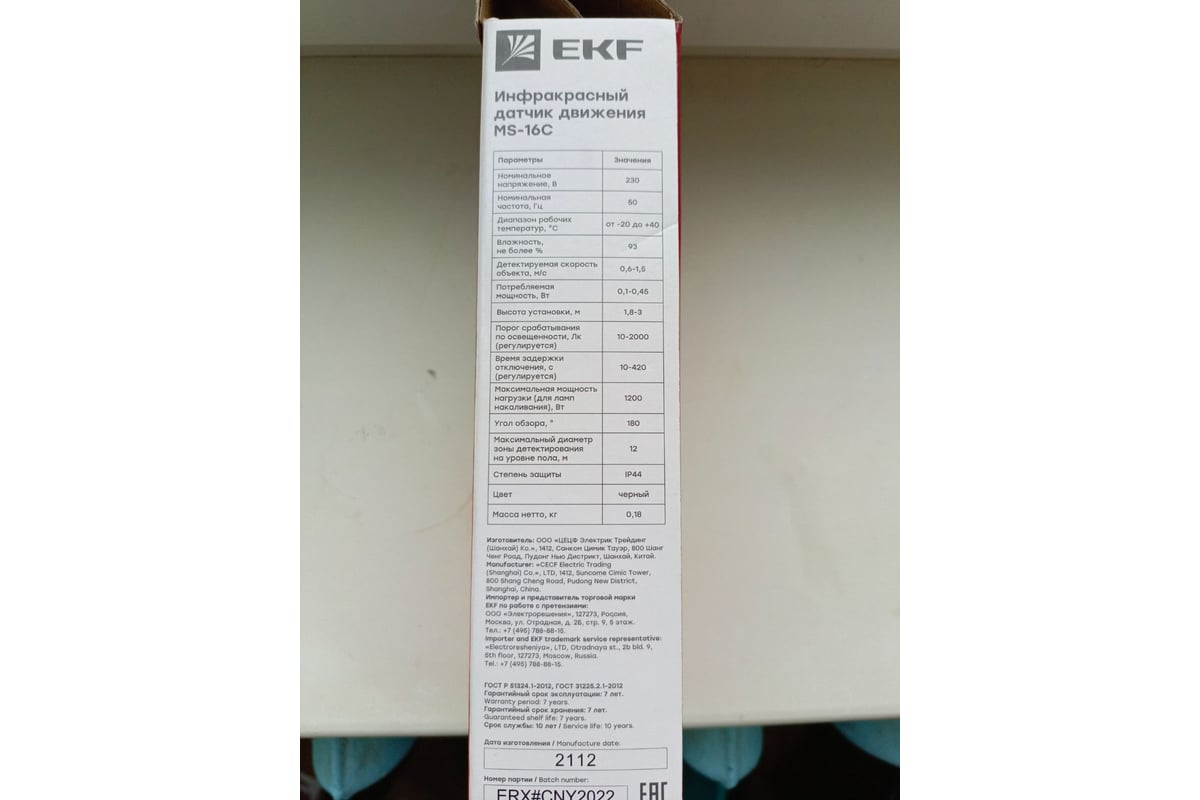 EKF
Инфракрасный
датчик движения
MS-16C
Параметры Значения
Номинальное
напряжение, В 230
Номинальная
частота, Гц 50
Диапазон рабочих
температур, °С от -20 до +40
Влажность,
не более % 93
Детектируемая скорость
объекта, м/с 0,6-1,5
Потребляемая
мощность, Вт 0,1-0,45
Высота установки, м 1,8-3
Порог срабатывания
по освещенности, Лк
(регулируется) 10-2000
Время задержки
отключения, с
(регулируется) 10-420
Максимальная мощность
нагрузки (для ламп
накаливания), Вт 1200
Угол обзора, ° 180
Максимальный диаметр
зоны детектирования
на уровне пола, м 12
Степень защиты IP44
Цвет черный
Масса нетто, кг 0,18
Изготовитель: ООО «ЦЕЦФ Электрик Трейдинг
(Шанхай) Ко.», 1412, Санком Цимик Тауэр, 800 Шанг
Ченг Роад, Пудонг Нью Дистрикт, Шанхай, Китай.
Manufacturer: «CECF Electric Trading
(Shanghai) Co.», LTD, 1412, Suncome Cimic Tower,
800 Shang Cheng Road, Pudong New District,
Shanghai, China.
Импортер и представитель торговой марки
EKF по работе с претензиями:
ООО «Электрорешения», 127273, Россия,
Москва, ул. Отрадная, д. 2Б, стр. 9, 5 этаж.
Тел.: +7 (495) 788-88-15.
Importer and EKF trademark service representative:
«Electroresheniya», LTD, Otradnaya st., 2b bld. 9,
5th floor, 127273, Moscow, Russia.
Tel.: +7 (495) 788-88-15.
ГОСТ Р 51324.1-2012, ГОСТ 31225.2.1-2012
Гарантийный срок эксплуатации: 7 лет.
Warranty period: 7 years.
Гарантийный срок хранения: 7 лет.
Guaranteed shelf life: 7 years.
Срок службы: 10 лет / Service life: 10 years.
Дата изготовления / Manufacture date:
2112
Номер партии / Batch number:
ERX#CNY2022 EAC